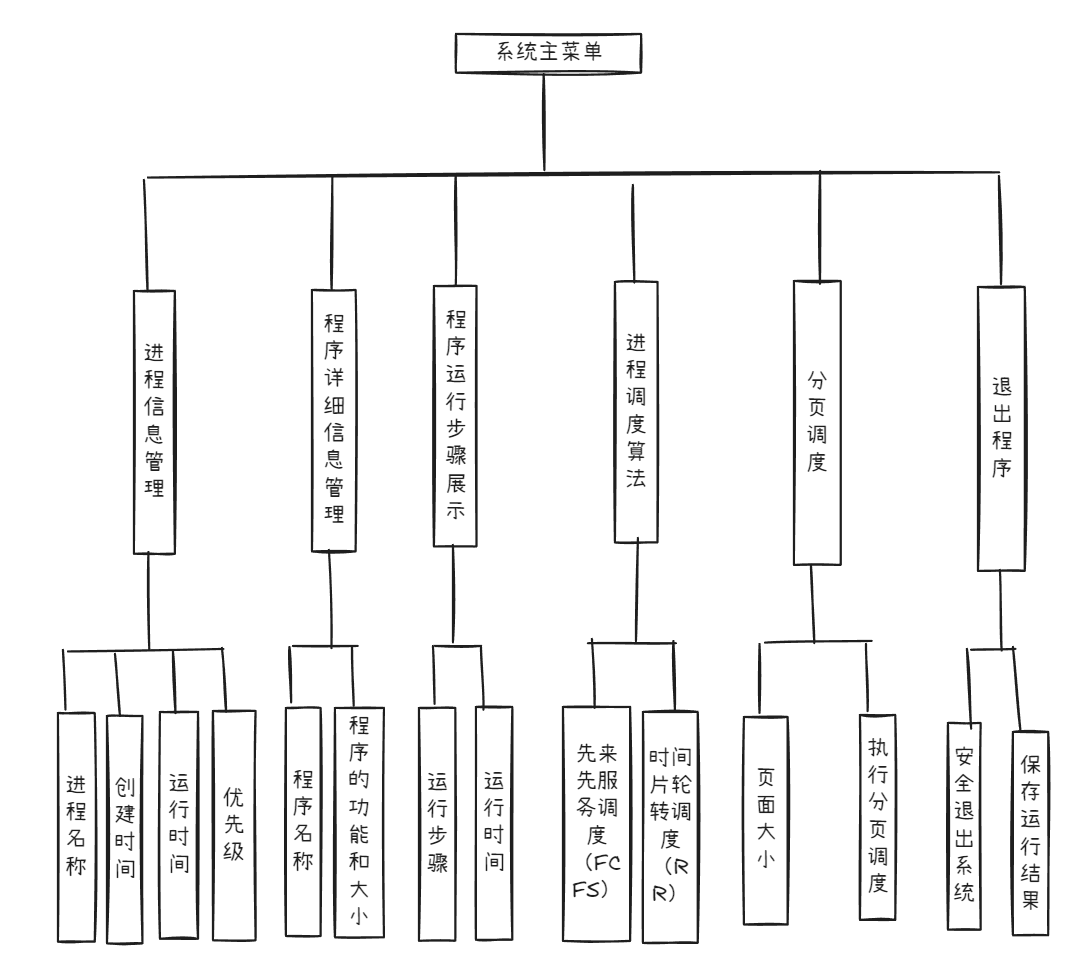 系统主菜单
进程信息管理
程序详细信息管理
程序运行步骤展示
进程调度算法
分页调度
退出程序
进程名称
创建时间
运行时间
优先级
程序名称
程序的功能和大小
运行步骤
运行时间
先来
先服
务调
度
（FC
FS）
时间
片轮
转调
度
（R
R）
页面大小
执行分页调度
安全退出系统
保存运行结果